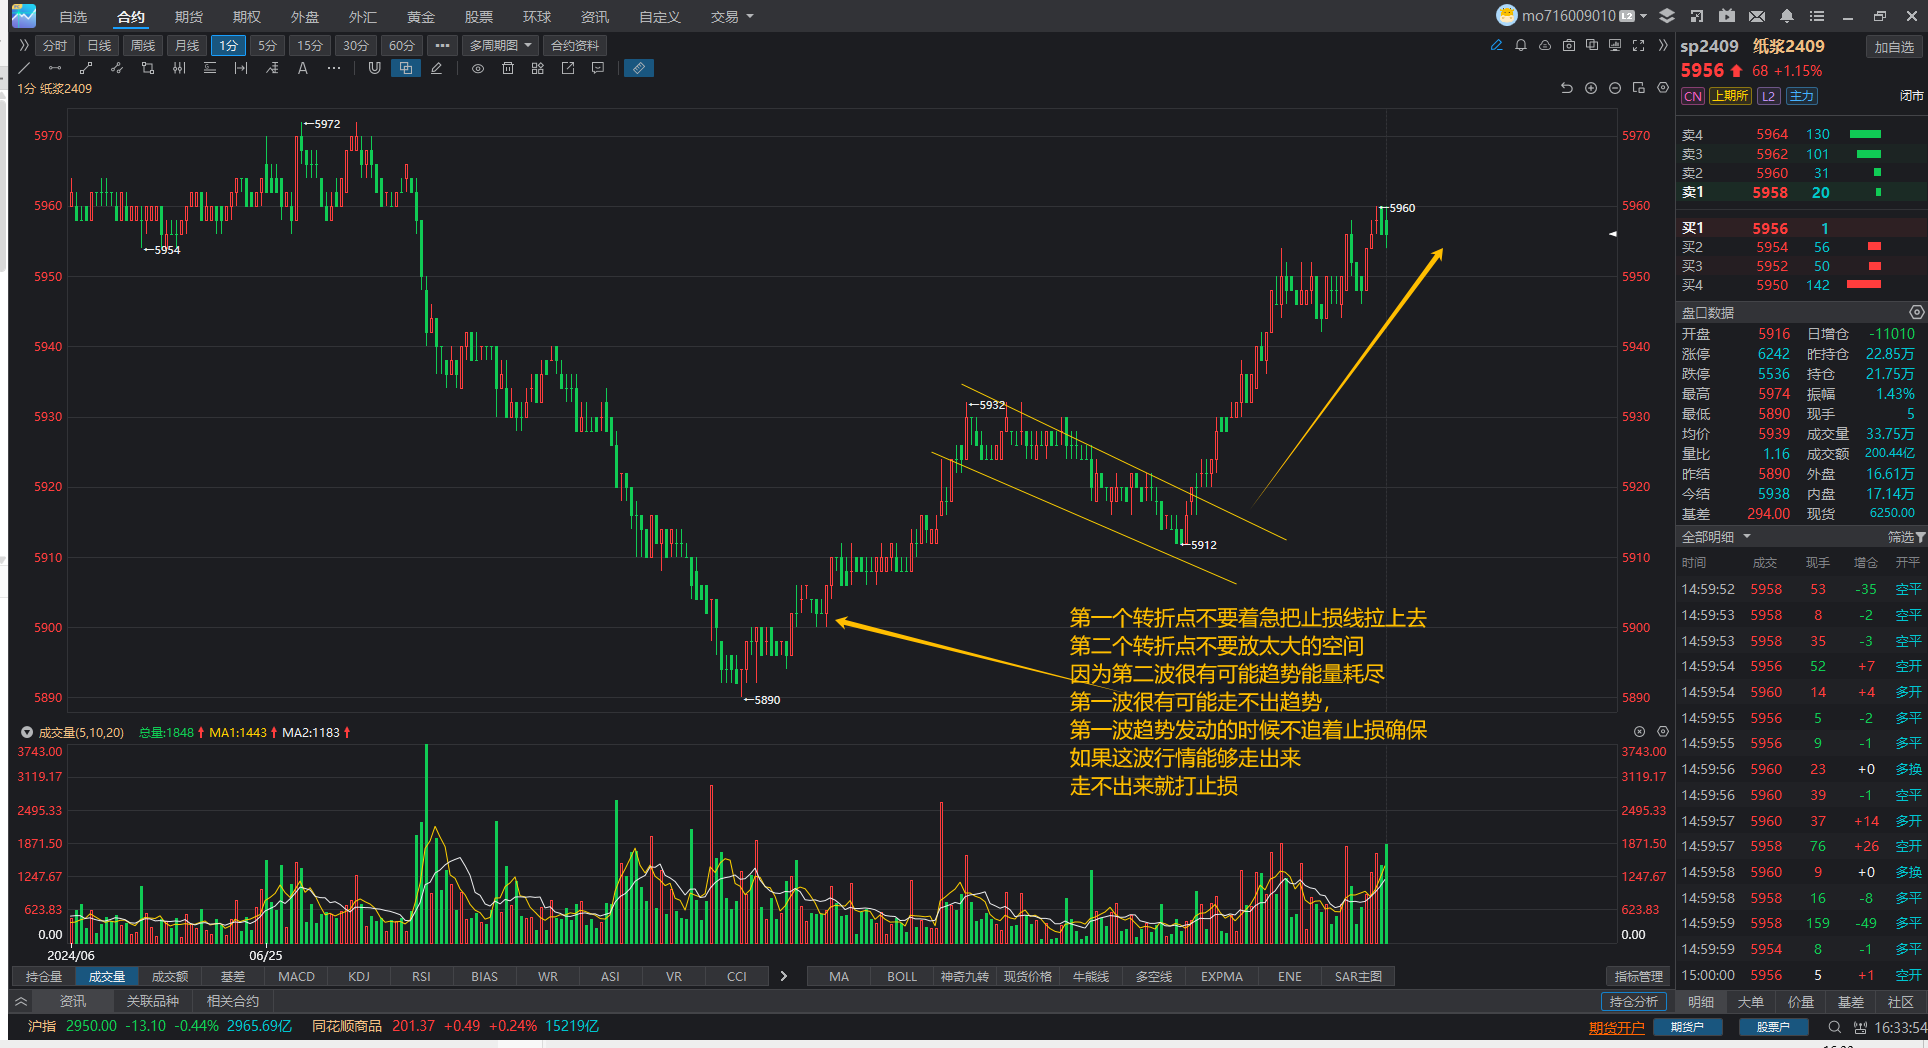 自选 合约 期货 期权 外盘 外汇 黄金 股票 环球 资讯 自定义 交易
mo716009010 L2
分时 日线 周线 月线 1分 5分 15分 30分 60分 ••• 多周期图 合约资料
1分 纸浆2409
5970 5970
5960 5960
5950 5950
5940 5940
5930 5930
5920 5920
5910 5910
5900 5900
5890 5890
←5972
←5954
←5960
←5932
←5912
←5890
第一个转折点不要着急把止损线拉上去
第二个转折点不要放太大的空间
因为第二波很有可能趋势能量耗尽
第一波很有可能走不出趋势，
第一波趋势发动的时候不追着止损确保
如果这波行情能够走出来
走不出来就打止损
成交量(5,10,20) 总量:1848 MA1:1443 MA2:1183
3743.00 3743.00
3119.17 3119.17
2495.33 2495.33
1871.50 1871.50
1247.67 1247.67
623.83 623.83
0.00 0.00
2024/06 06/25
持仓量 成交量 成交额 基差 MACD KDJ RSI BIAS WR ASI VR CCI MA BOLL 神奇九转 现货价格 牛能线 多空线 EXPMA ENE SAR主图 指标管理
资讯 关联品种 相关合约 持仓分析
沪指 2950.00 -13.10 -0.44% 2965.69亿 同花顺商品 201.37 +0.49 +0.24% 15219亿
期货开户 期货户 股票户 16:33:54
sp2409 纸浆2409 加自选
5956 68 +1.15%
CN 上期所 L2 主力 闭市
卖4 5964 130
卖3 5962 101
卖2 5960 31
卖1 5958 20
买1 5956 1
买2 5954 56
买3 5952 50
买4 5950 142
盘口数据
开盘 5916 日增仓 -11010
涨停 6242 昨持仓 22.85万
跌停 5536 持仓 21.75万
最高 5974 振幅 1.43%
最低 5890 现手 5
均价 5939 成交量 33.75万
量比 1.16 成交额 200.44亿
昨结 5890 外盘 16.61万
今结 5938 内盘 17.14万
基差 294.00 现货 6250.00
全部明细 筛选
时间 成交 现手 增仓 开平
14:59:52 5958 53 -35 空平
14:59:53 5958 8 -2 空平
14:59:53 5958 35 -3 空平
14:59:54 5956 52 +7 空开
14:59:54 5960 14 +4 多开
14:59:55 5956 5 -2 多平
14:59:55 5956 9 -1 多平
14:59:56 5960 23 +0 多换
14:59:56 5960 39 -1 空平
14:59:57 5960 37 +14 多开
14:59:57 5958 76 +26 空开
14:59:58 5960 9 +0 多换
14:59:58 5958 16 -8 多平
14:59:59 5958 159 -49 多平
14:59:59 5954 8 -1 多平
15:00:00 5956 5 +1 空开
明细 大单 价量 基差 社区